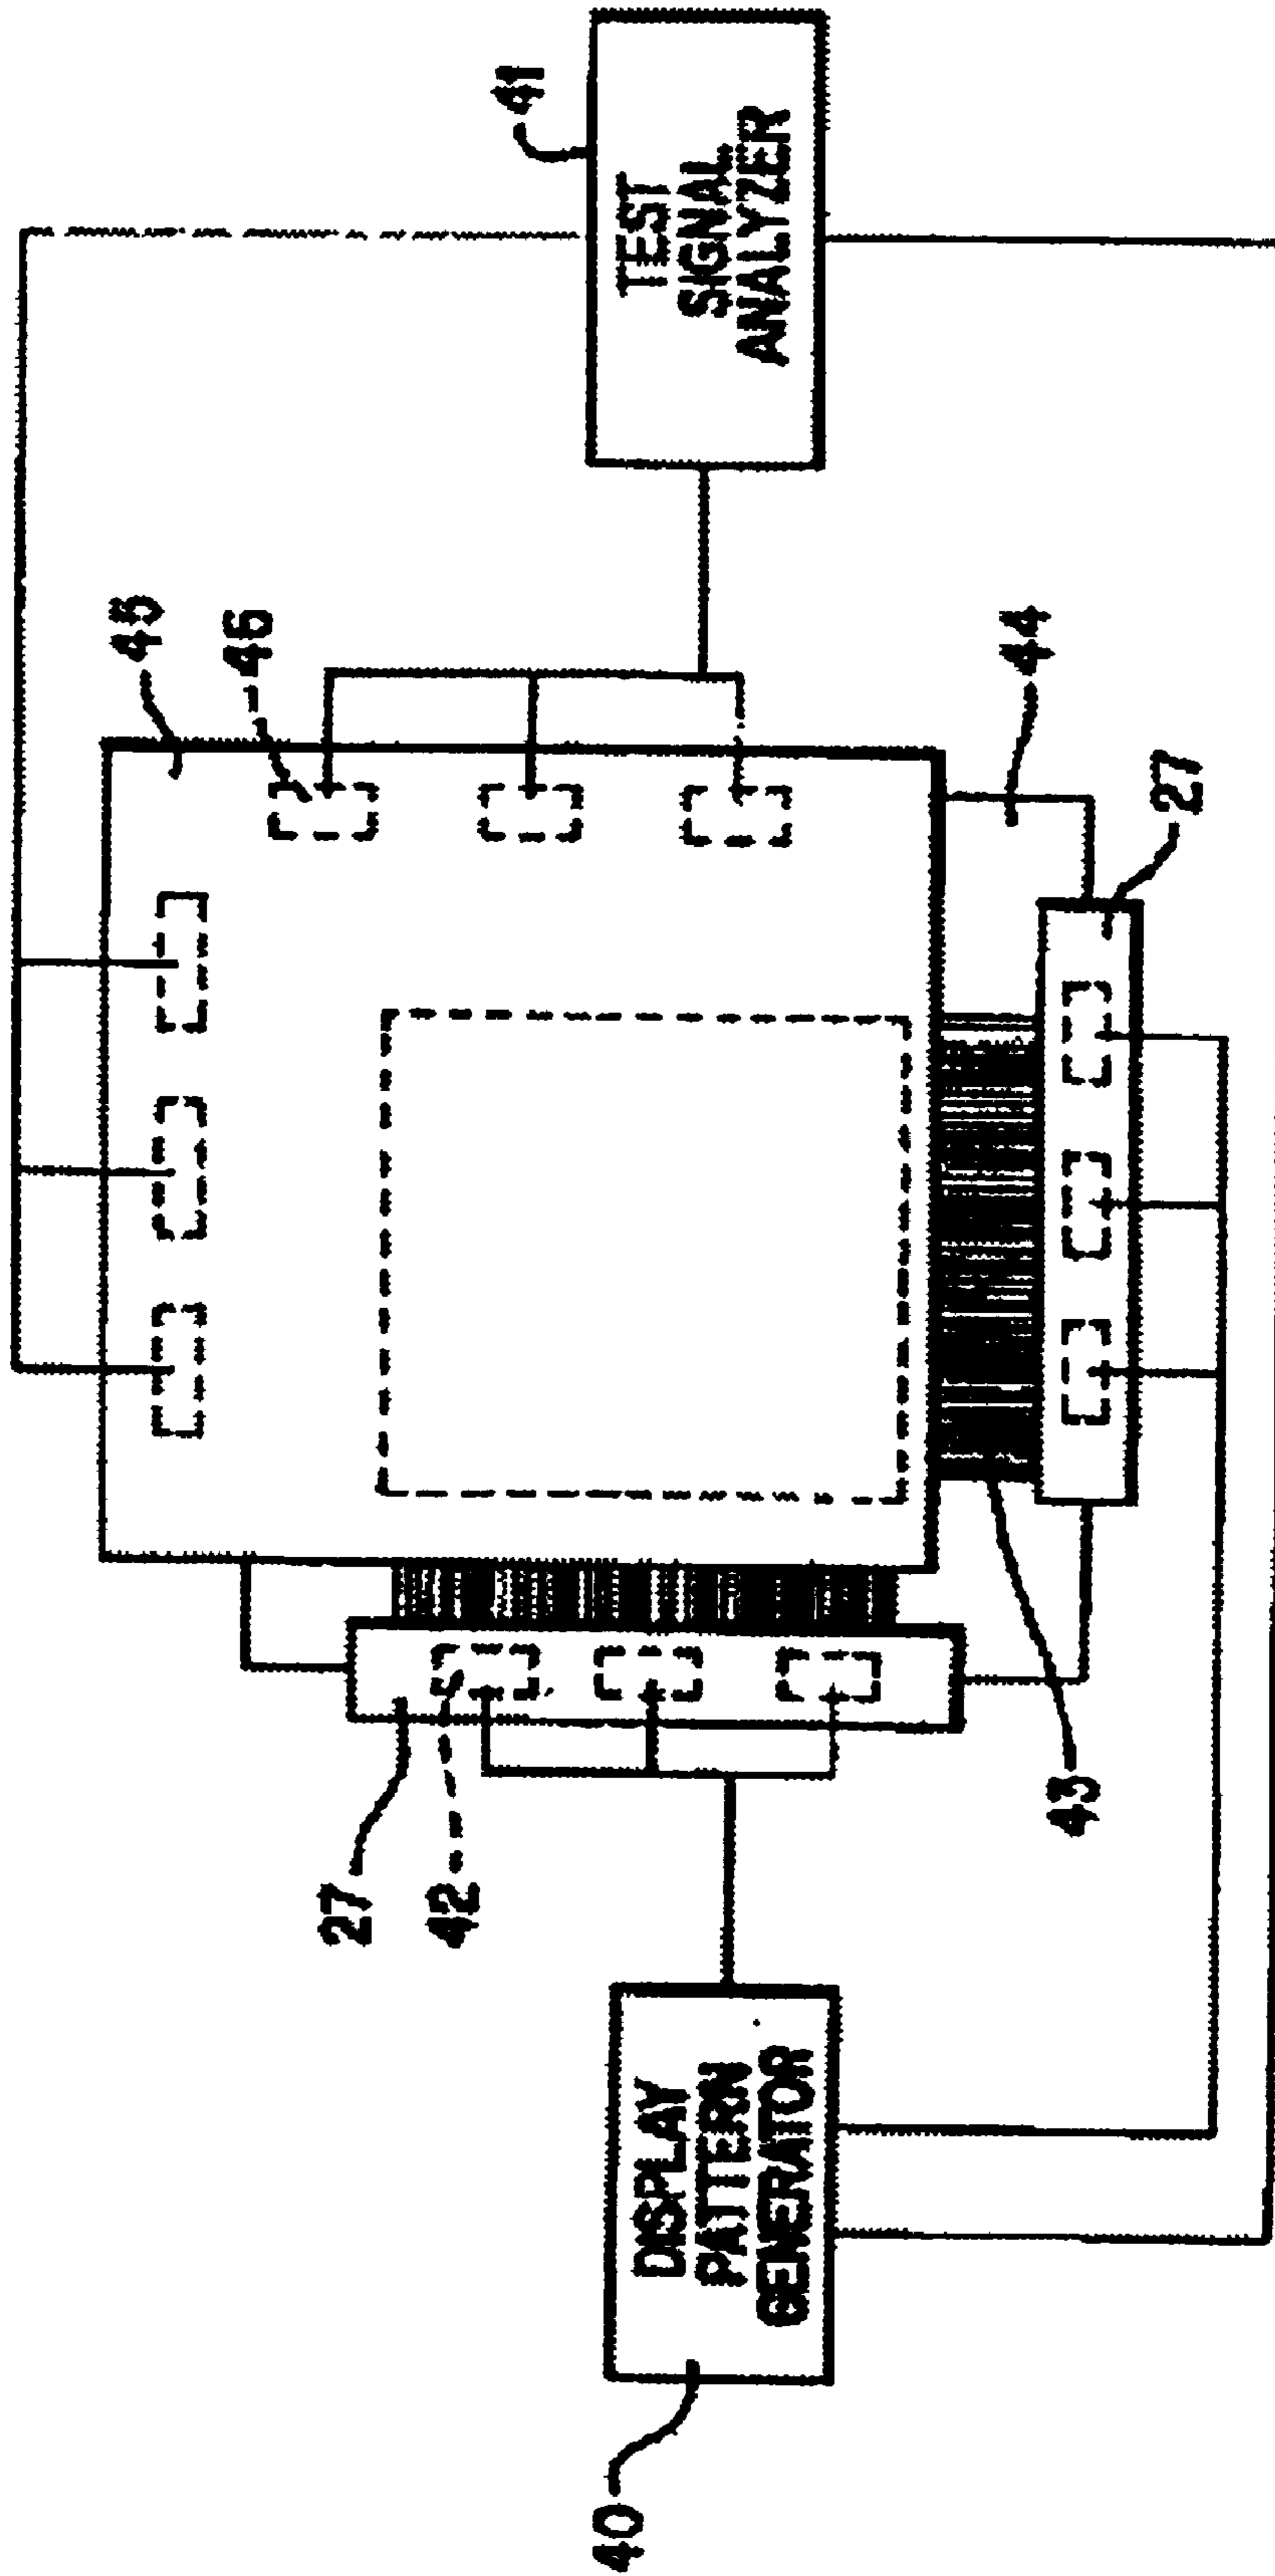 45
46
27
42
41
TEST
SIGNAL
ANALYZER
40
DISPLAY
PATTERN
GENERATOR
44
43
27